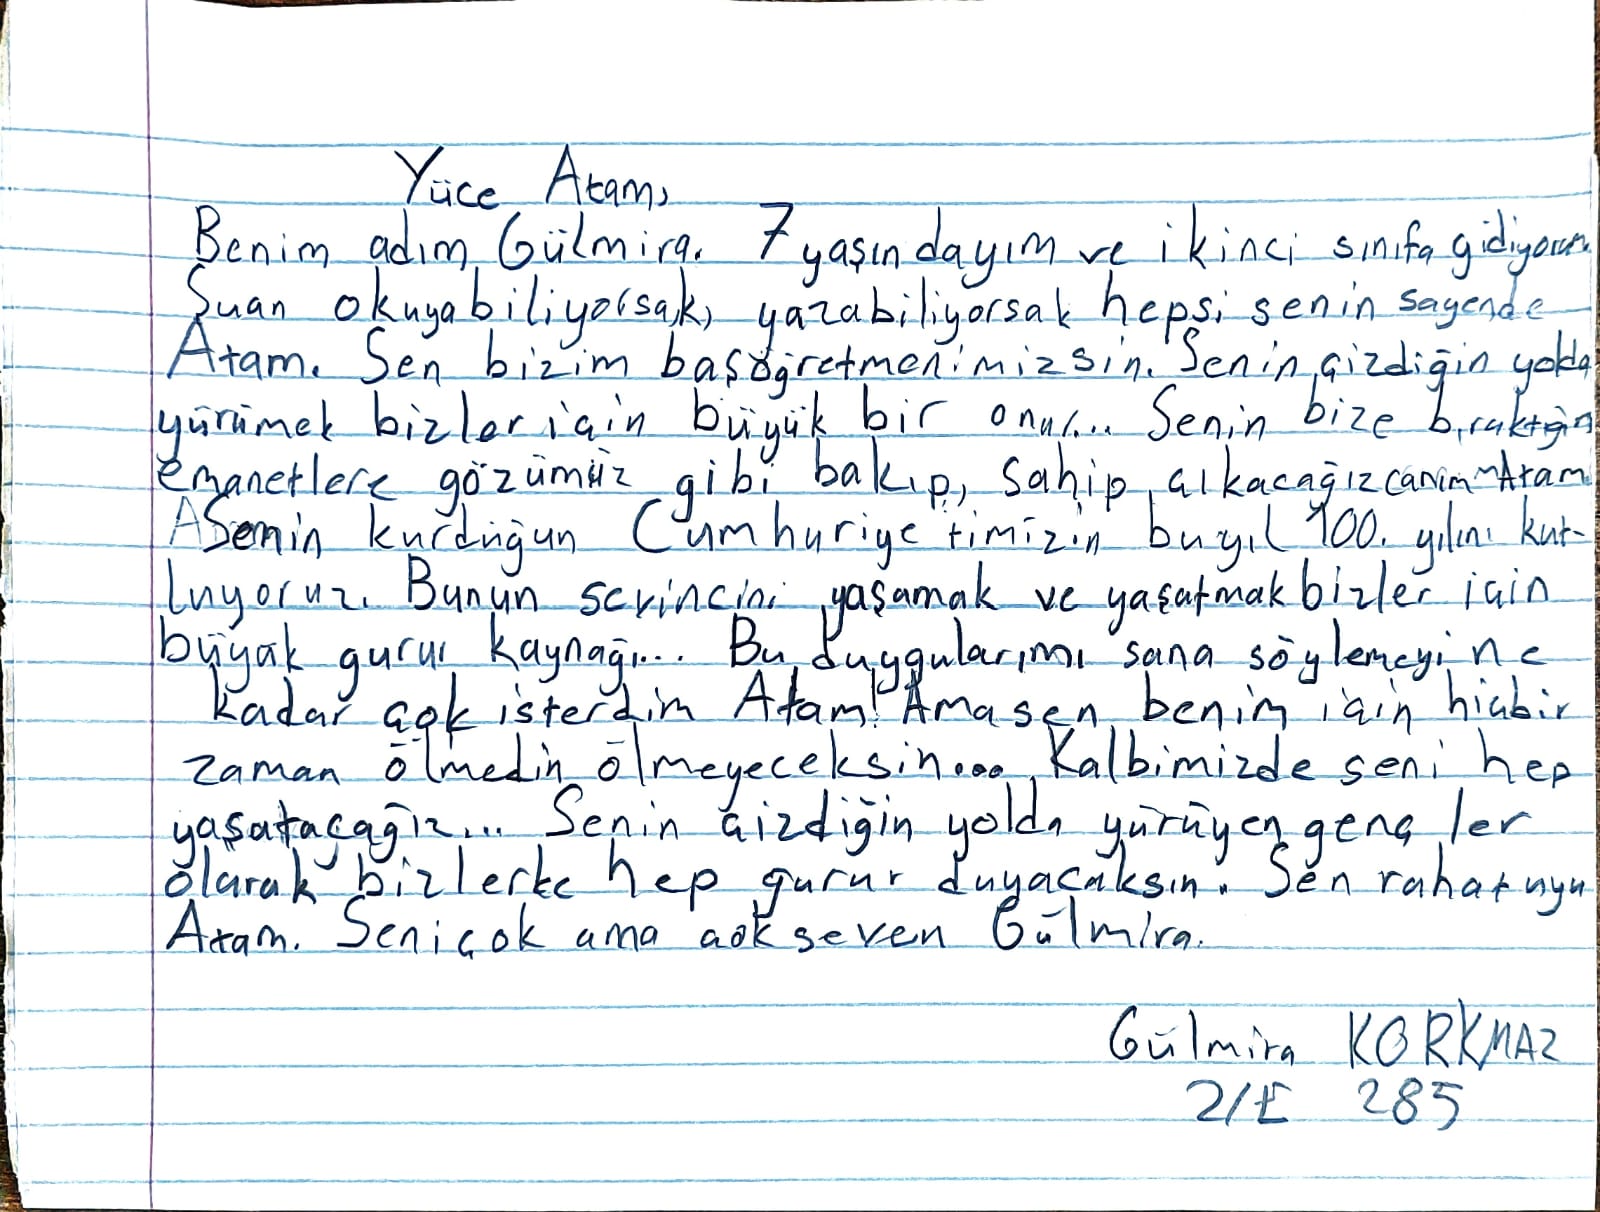 Yüce Atam,
Benim adım Gülmira. 7 yaşındayım ve ikinci sınıfa gidiyorum.
Şuan okuyabiliyorsak, yazabiliyorsak hepsi senin sayende
Atam. Sen bizim başöğretmenimizsin. Senin çizdiğin yolda
yürümek bizler için büyük bir onur... Senin bize bıraktığın
emanetlere gözümüz gibi bakıp, sahip çıkacağız canım Atam.
Senin kurduğun Cumhuriyetimizin buyıl 100. yılını kut-
luyoruz. Bunun sevincini yaşamak ve yaşatmak bizler için
büyük gurur kaynağı... Bu duygularımı sana söylemeyi ne
kadar çok isterdim Atam! Ama sen benim için hiçbir
zaman ölmedin ölmeyeceksin... Kalbimizde seni hep
yaşatacağız... Senin çizdiğin yolda yürüyen gençler
olarak bizlerle hep gurur duyacaksın. Sen rahat uyu
Atam. Seni çok ama çok seven Gülmira.
Gülmira KORKMAZ
2/E 285